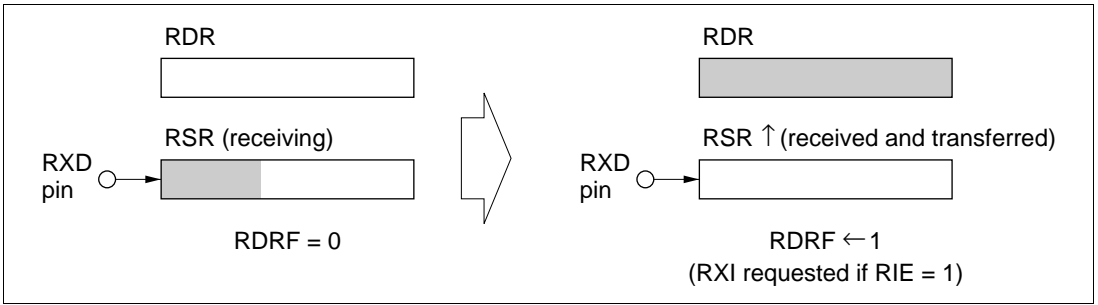 RDR
RSR (receiving)
RXD
pin
RDRF = 0
RDR
RSR ↑ (received and transferred)
RXD
pin
RDRF ← 1
(RXI requested if RIE = 1)